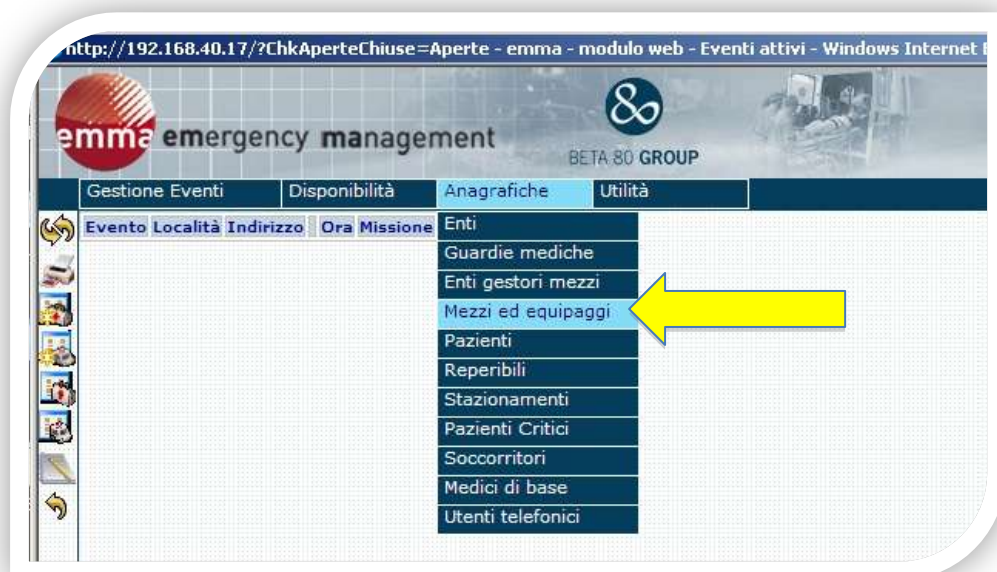 http://192.168.40.17/?ChkAperteChiuse=Aperte - emma - modulo web - Eventi attivi - Windows Internet
emma emergency management
BETA 80 GROUP
Gestione Eventi Disponibilità Anagrafiche Utilità
Evento Località Indirizzo Ora Missione
Enti
Guardie mediche
Enti gestori mezzi
Mezzi ed equipaggi
Pazienti
Reperibili
Stazionamenti
Pazienti Critici
Soccorritori
Medici di base
Utenti telefonici